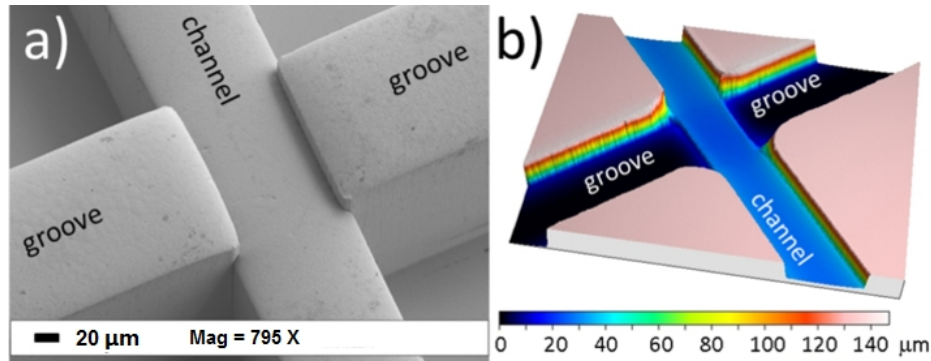 a)
channel
groove
groove
20 µm
Mag = 795 X
b)
groove
groove
channel
0 20 40 60 80 100 120 140 µm